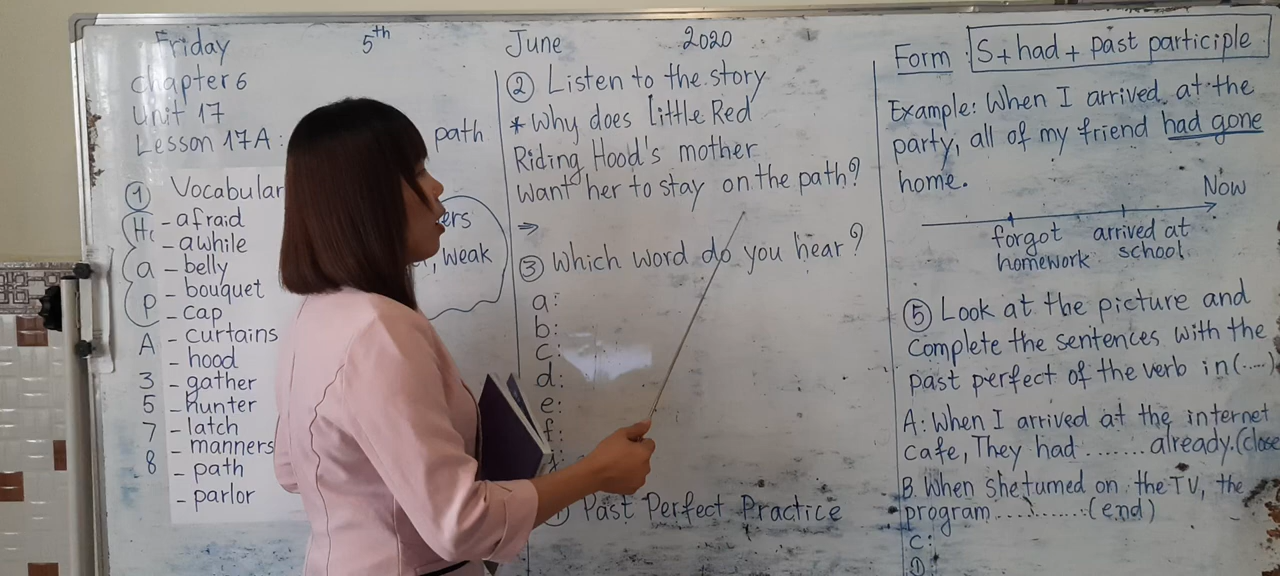 Friday 5th June 2020
Chapter 6
Unit 17
Lesson 17A: path
① Vocabular
- afraid
- awhile
- belly
- bouquet
- cap
- curtains
- hood
- gather
- hunter
- latch
manners
- path
- parlor
A
3
5
7
8
ers
, weak
② Listen to the story
* Why does Little Red
Riding Hood's mother
want her to stay on the path?
⇒
③ Which word do you hear?
a:
b:
c:
d:
e:
f:
Past Perfect Practice
Form S + had + past participle
Example: When I arrived at the
party, all of my friend had gone
home.
Now
forgot homework
arrived at school
⑤ Look at the picture and
complete the sentences with the
past perfect of the verb in (....)
A: When I arrived at the internet
cafe, They had ...... already. (close
B. When she turned on the TV, the
program ............ (end)
C: